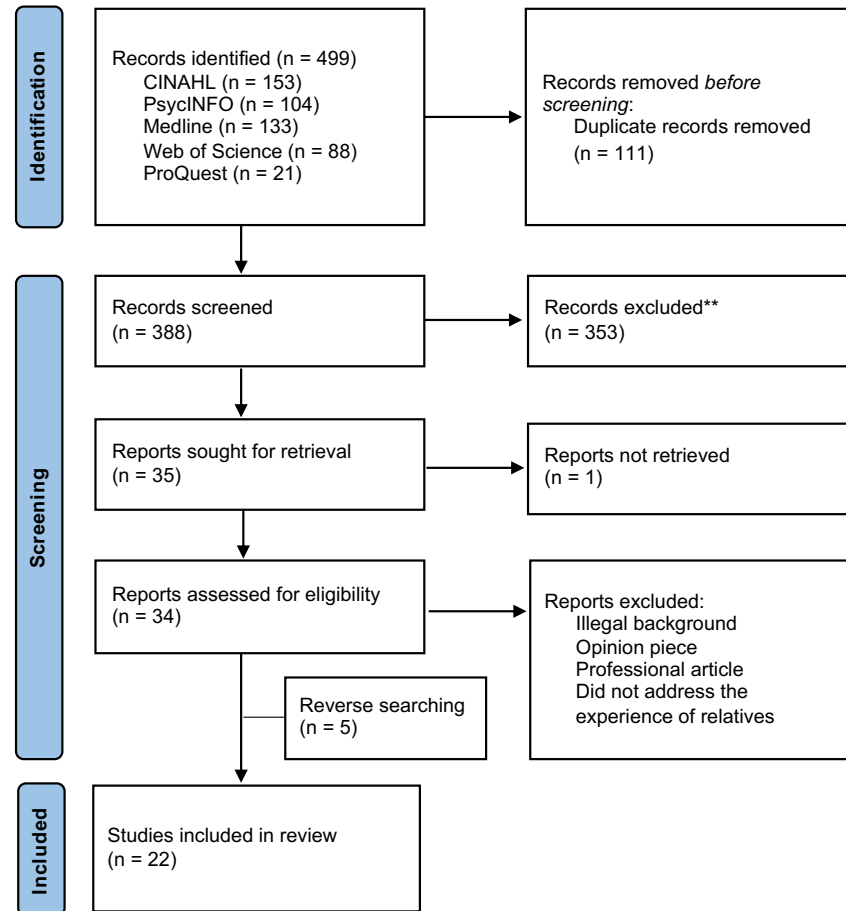 Identification
Records identified (n = 499)
CINAHL (n = 153)
PsycINFO (n = 104)
Medline (n = 133)
Web of Science (n = 88)
ProQuest (n = 21)
Records removed before
screening:
Duplicate records removed
(n = 111)
Screening
Records screened
(n = 388)
Records excluded**
(n = 353)
Reports sought for retrieval
(n = 35)
Reports not retrieved
(n = 1)
Reports assessed for eligibility
(n = 34)
Reports excluded:
Illegal background
Opinion piece
Professional article
Did not address the
experience of relatives
Reverse searching
(n = 5)
Included
Studies included in review
(n = 22)